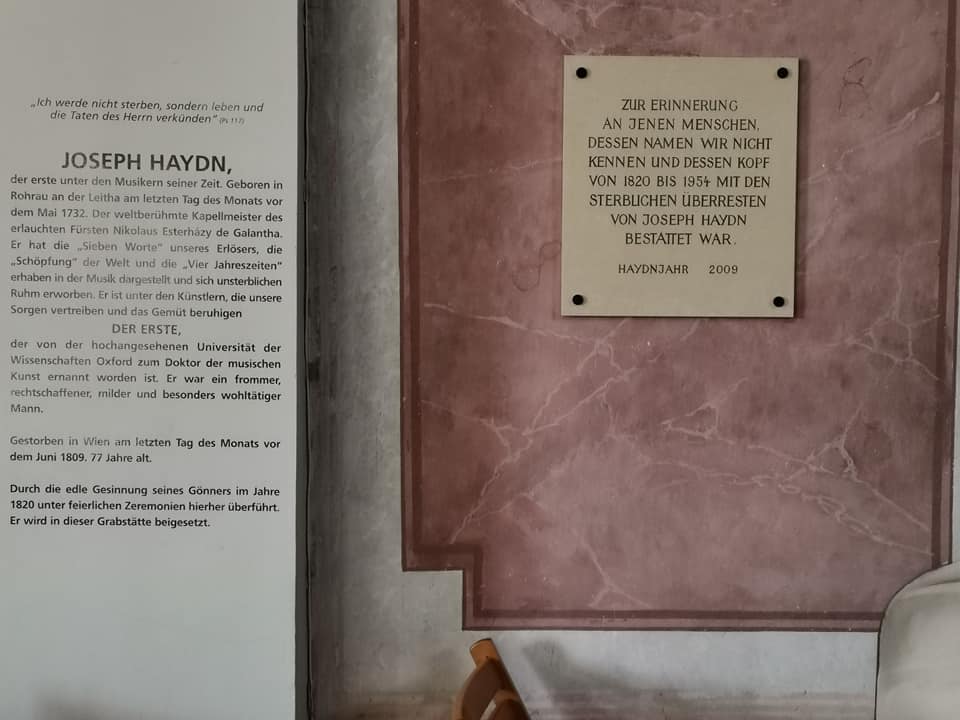 „Ich werde nicht sterben, sondern leben und
die Taten des Herrn verkünden" (Ps 117)
JOSEPH HAYDN,
der erste unter den Musikern seiner Zeit. Geboren in
Rohrau an der Leitha am letzten Tag des Monats vor
dem Mai 1732. Der weltberühmte Kapellmeister des
erlauchten Fürsten Nikolaus Esterházy de Galantha.
Er hat die „Sieben Worte" unseres Erlösers, die
„Schöpfung" der Welt und die „Vier Jahreszeiten"
erhaben in der Musik dargestellt und sich unsterblichen
Ruhm erworben. Er ist unter den Künstlern, die unsere
Sorgen vertreiben und das Gemüt beruhigen
DER ERSTE,
der von der hochangesehenen Universität der
Wissenschaften Oxford zum Doktor der musischen
Kunst ernannt worden ist. Er war ein frommer,
rechtschaffener, milder und besonders wohltätiger
Mann.
Gestorben in Wien am letzten Tag des Monats vor
dem Juni 1809. 77 Jahre alt.
Durch die edle Gesinnung seines Gönners im Jahre
1820 unter feierlichen Zeremonien hierher überführt.
Er wird in dieser Grabstätte beigesetzt.
ZUR ERINNERUNG
AN JENEN MENSCHEN,
DESSEN NAMEN WIR NICHT
KENNEN UND DESSEN KOPF
VON 1820 BIS 1954 MIT DEN
STERBLICHEN ÜBERRESTEN
VON JOSEPH HAYDN
BESTATTET WAR.
HAYDNJAHR 2009